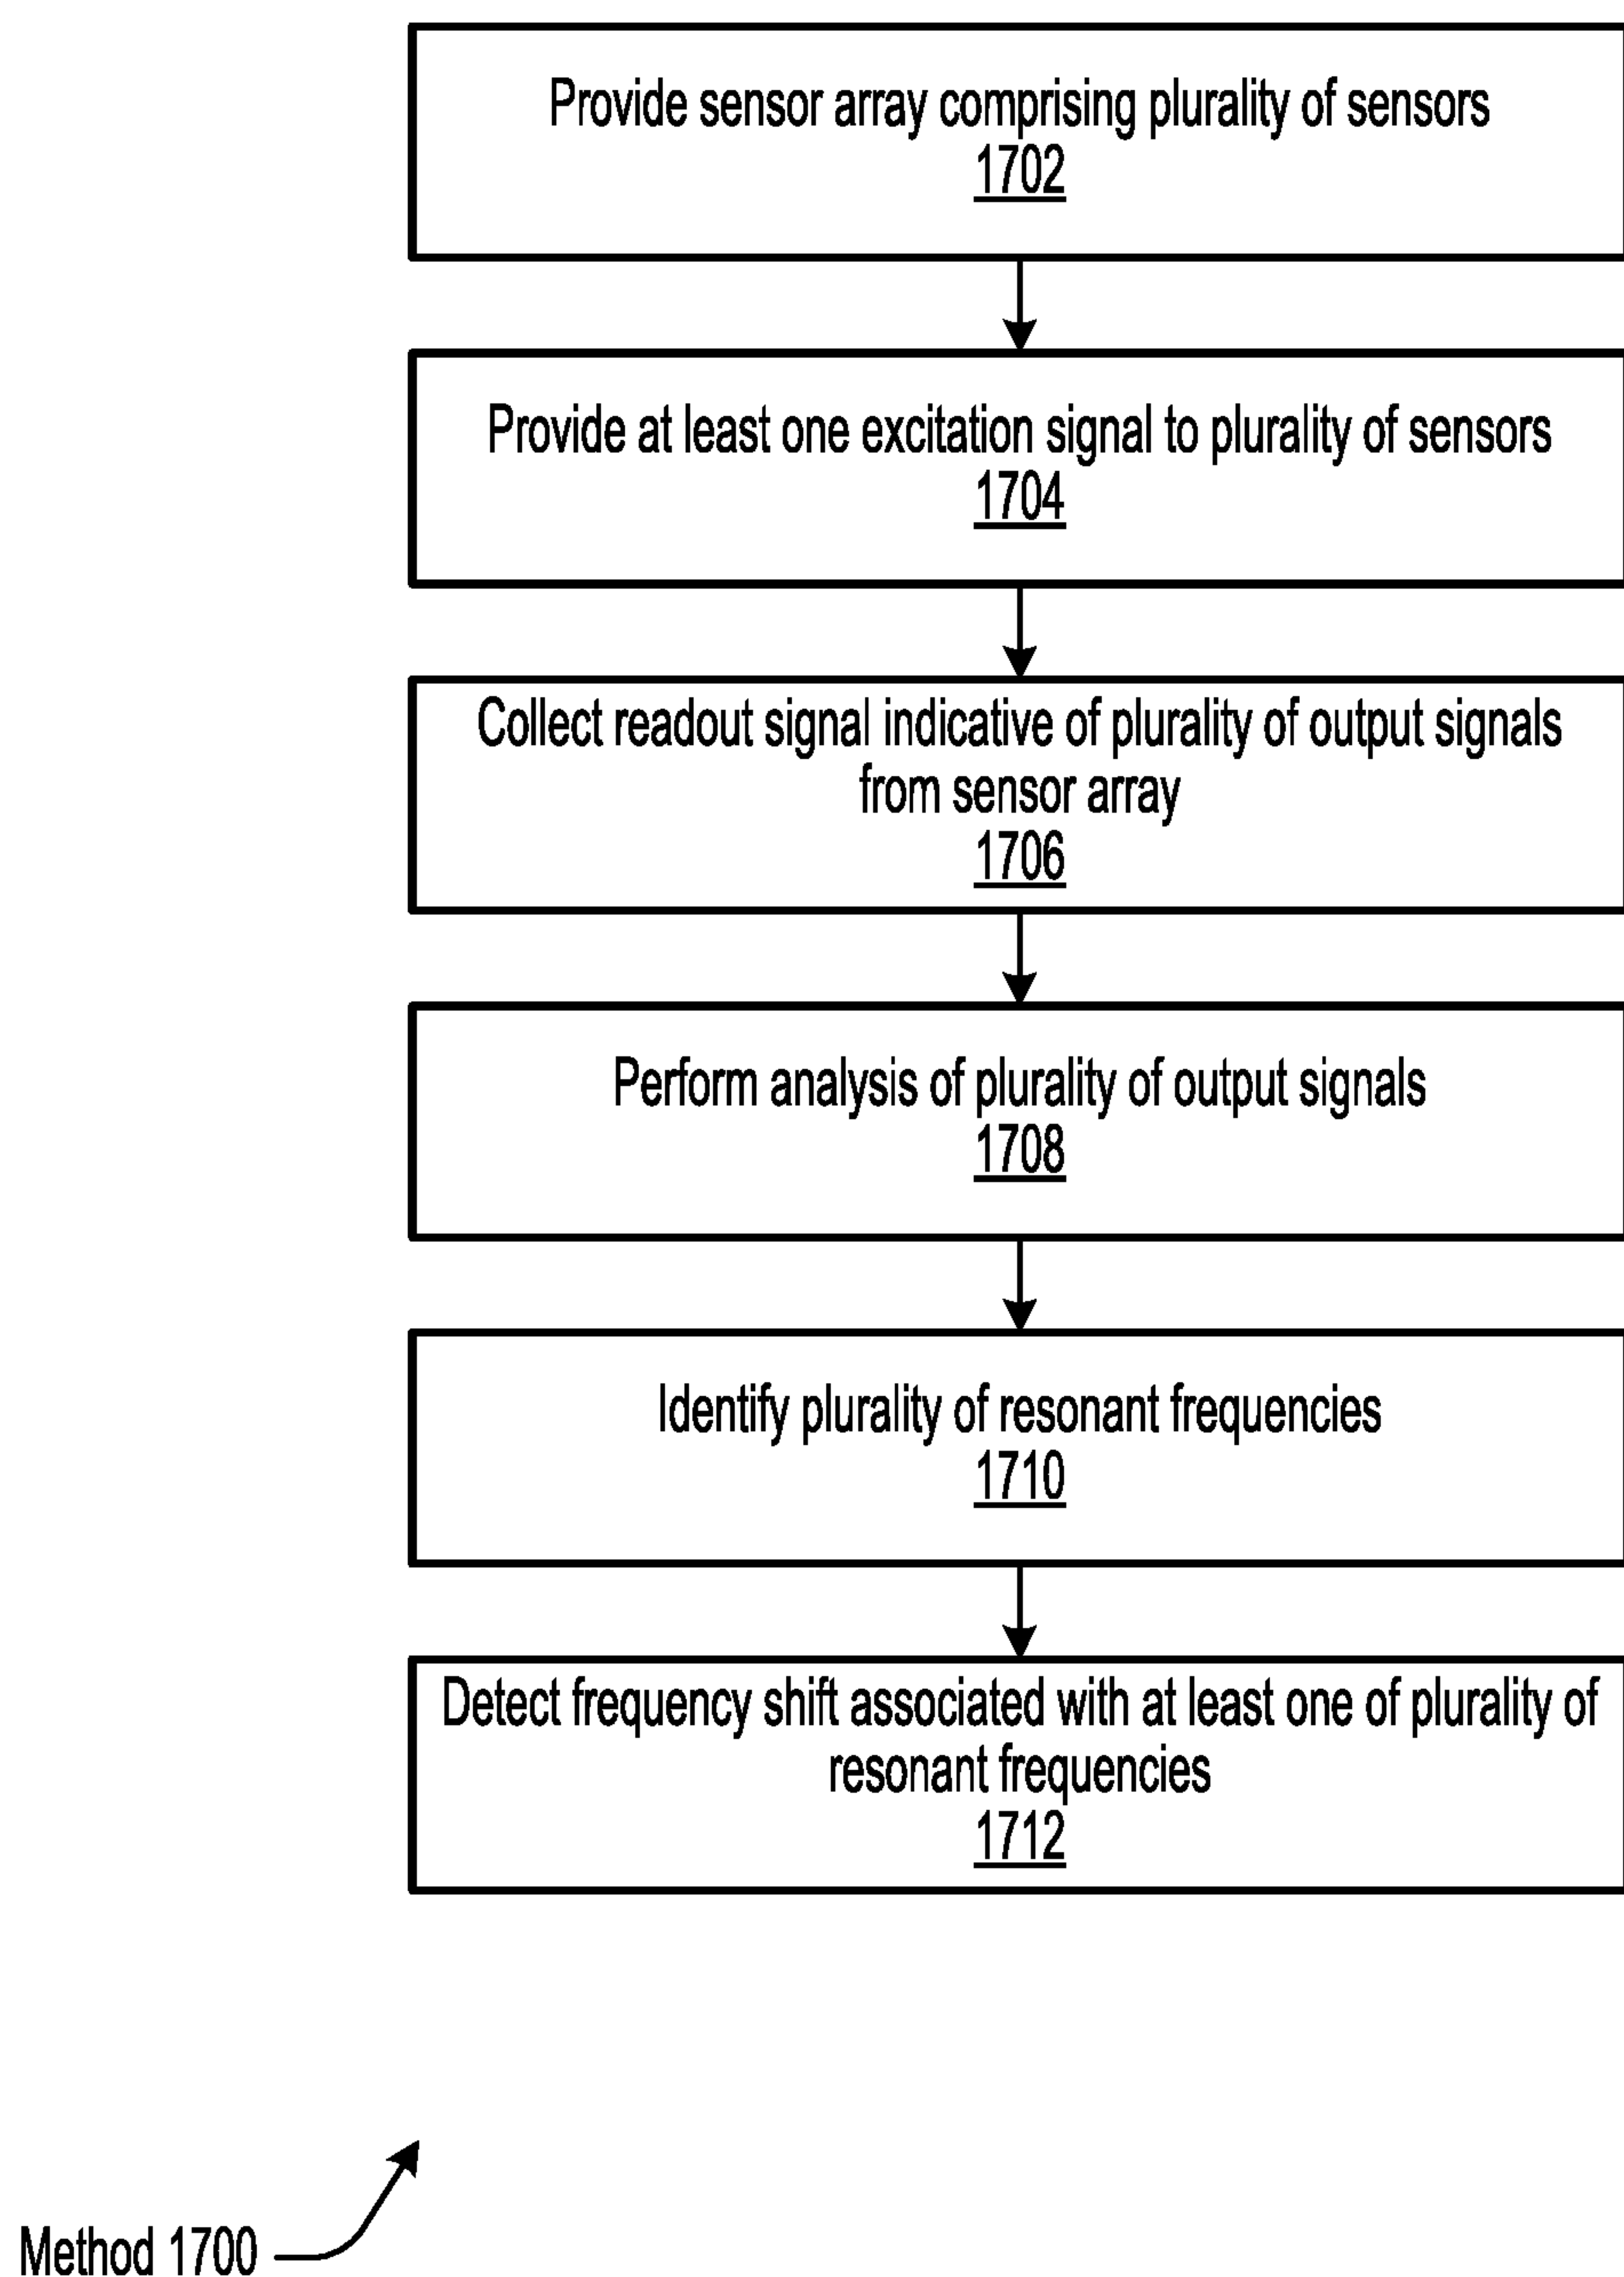 Provide sensor array comprising plurality of sensors
1702
Provide at least one excitation signal to plurality of sensors
1704
Collect readout signal indicative of plurality of output signals
from sensor array
1706
Perform analysis of plurality of output signals
1708
Identify plurality of resonant frequencies
1710
Detect frequency shift associated with at least one of plurality of
resonant frequencies
1712
Method 1700